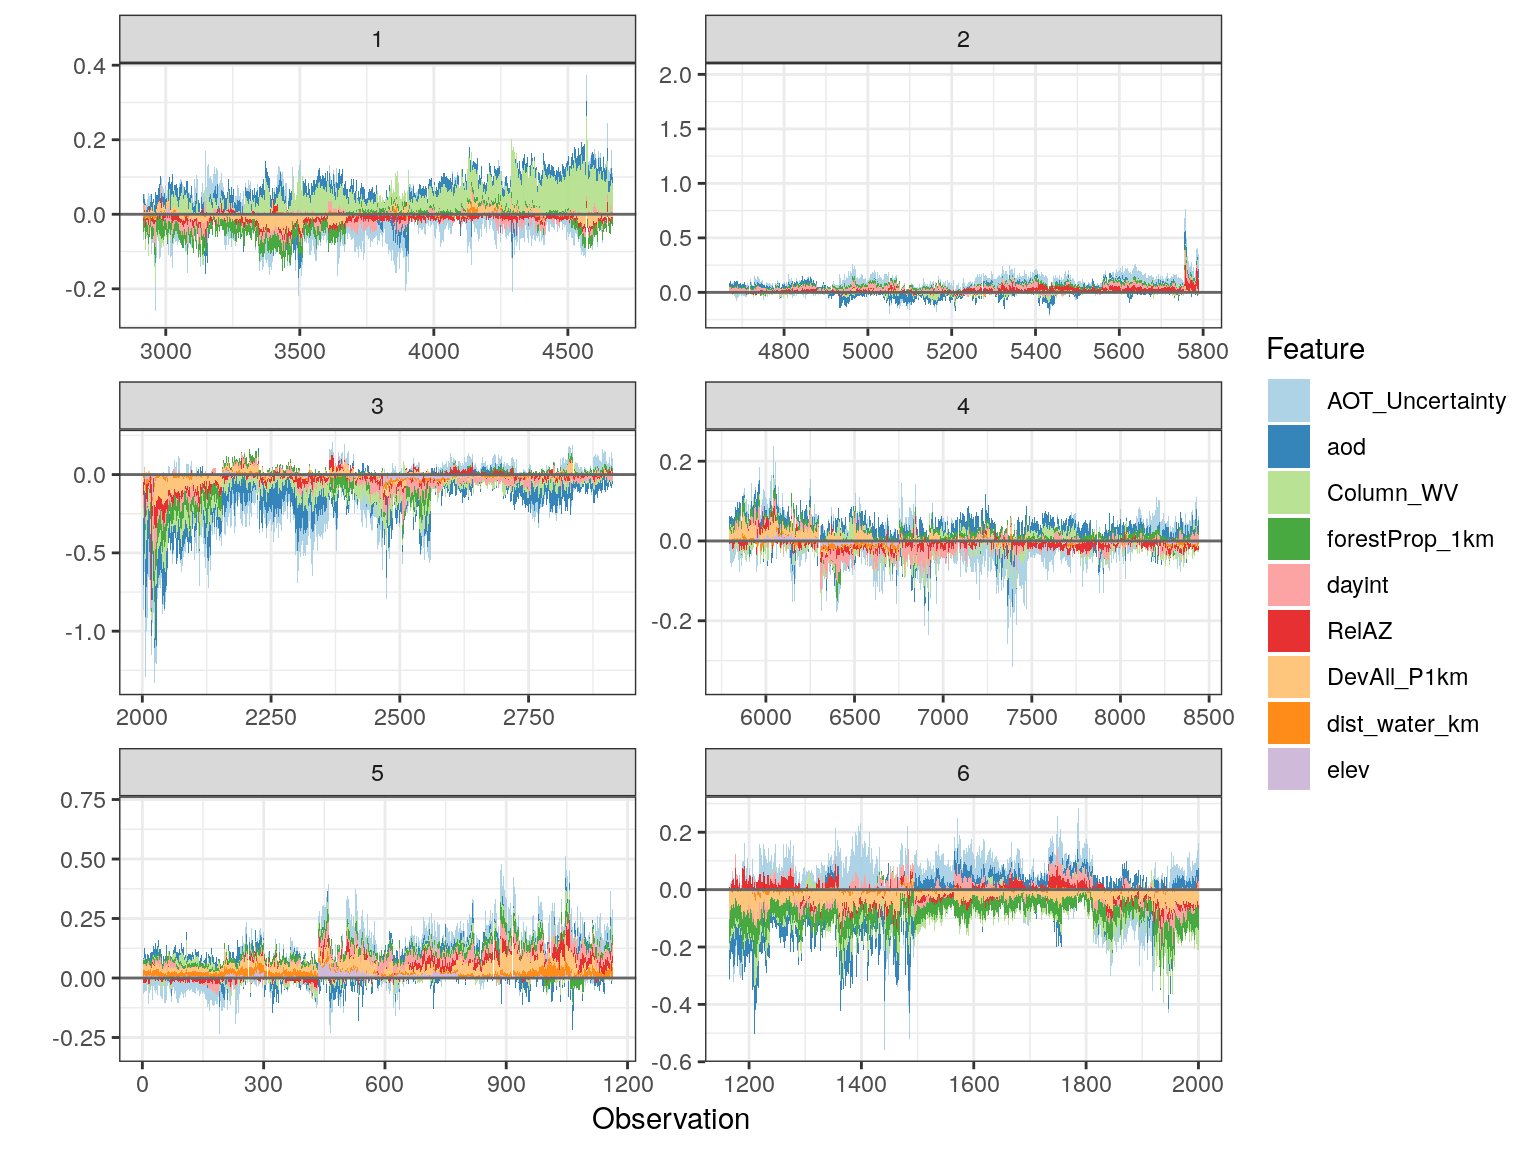 1
0.4
0.2
0.0
-0.2
3000 3500 4000 4500
2
2.0
1.5
1.0
0.5
0.0
4800 5000 5200 5400 5600 5800
3
0.0
-0.5
-1.0
2000 2250 2500 2750
4
0.2
0.0
-0.2
6000 6500 7000 7500 8000 8500
5
0.75
0.50
0.25
0.00
-0.25
0 300 600 900 1200
6
0.2
0.0
-0.2
-0.4
-0.6
1200 1400 1600 1800 2000
Observation
Feature
AOT_Uncertainty
aod
Column_WV
forestProp_1km
dayint
RelAZ
DevAll_P1km
dist_water_km
elev